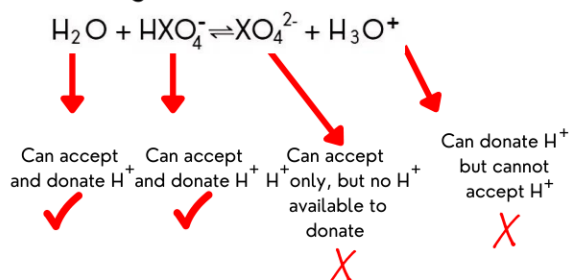 H₂O + HXO₄⁻ ⇌ XO₄²⁻ + H₃O⁺
Can accept
and donate H⁺
Can accept
and donate H⁺
Can accept
H⁺ only, but no H⁺
available to
donate
Can donate H⁺
but cannot
accept H⁺